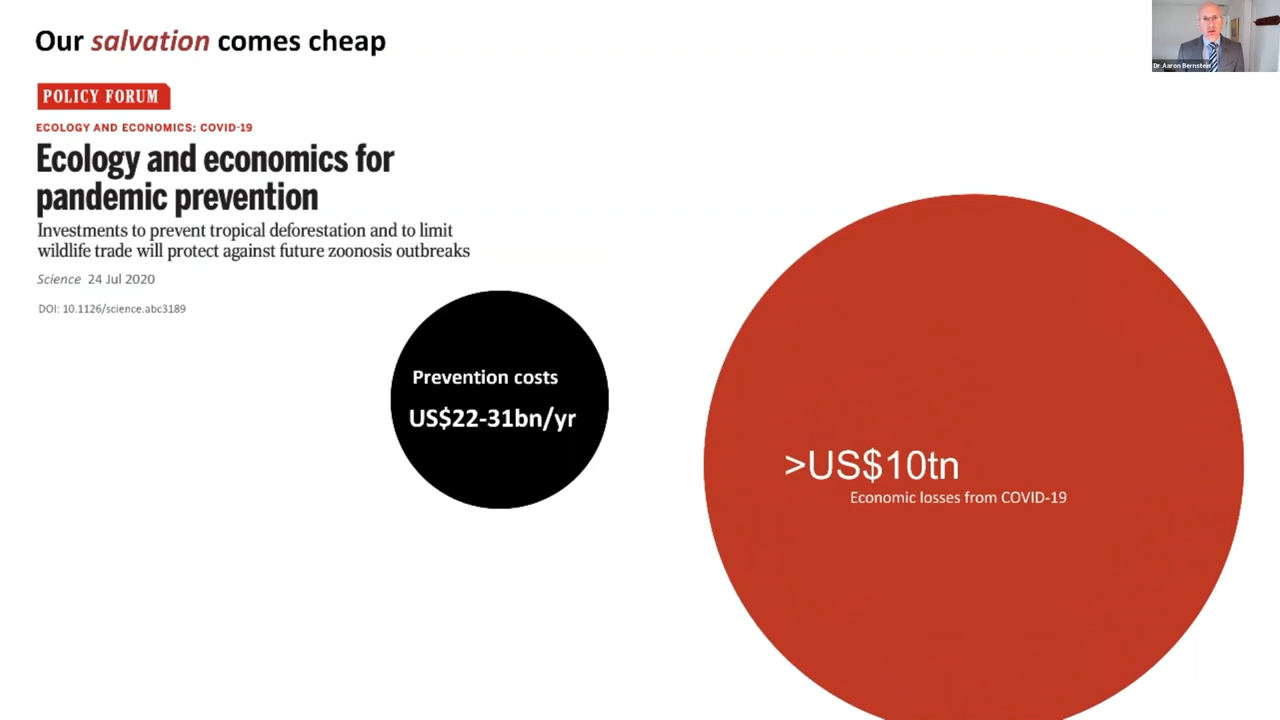 Our salvation comes cheap
Dr Aaron Bernstein
POLICY FORUM
ECOLOGY AND ECONOMICS: COVID-19
Ecology and economics for
pandemic prevention
Investments to prevent tropical deforestation and to limit
wildlife trade will protect against future zoonosis outbreaks
Science 24 Jul 2020
DOI: 10.1126/science.abc3189
Prevention costs
US$22-31bn/yr
>US$10tn
Economic losses from COVID-19